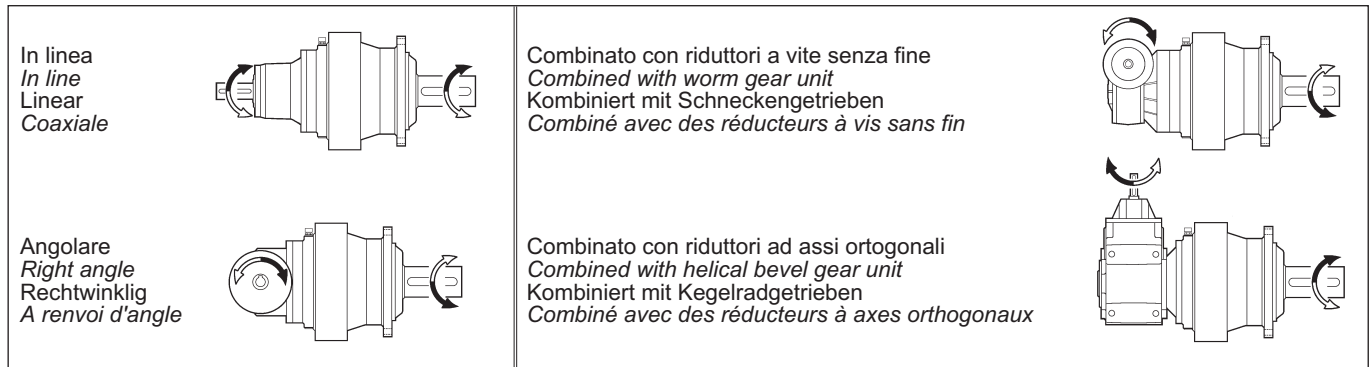 In linea
In line
Linear
Coaxiale
Combinato con riduttori a vite senza fine
Combined with worm gear unit
Kombiniert mit Schneckengetrieben
Combiné avec des réducteurs à vis sans fin
Angolare
Right angle
Rechtwinklig
A renvoi d'angle
Combinato con riduttori ad assi ortogonali
Combined with helical bevel gear unit
Kombiniert mit Kegelradgetrieben
Combiné avec des réducteurs à axes orthogonaux